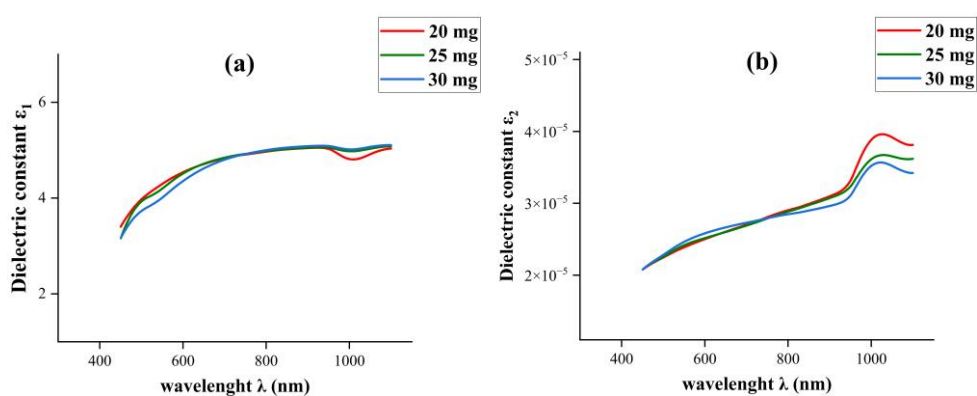 20 mg
25 mg
30 mg
(a)
Dielectric constant ε₁
6
4
2
400 600 800 1000
wavelenght λ (nm)
20 mg
25 mg
30 mg
(b)
Dielectric constant ε₂
5×10⁻⁵
4×10⁻⁵
3×10⁻⁵
2×10⁻⁵
400 600 800 1000
wavelenght λ (nm)